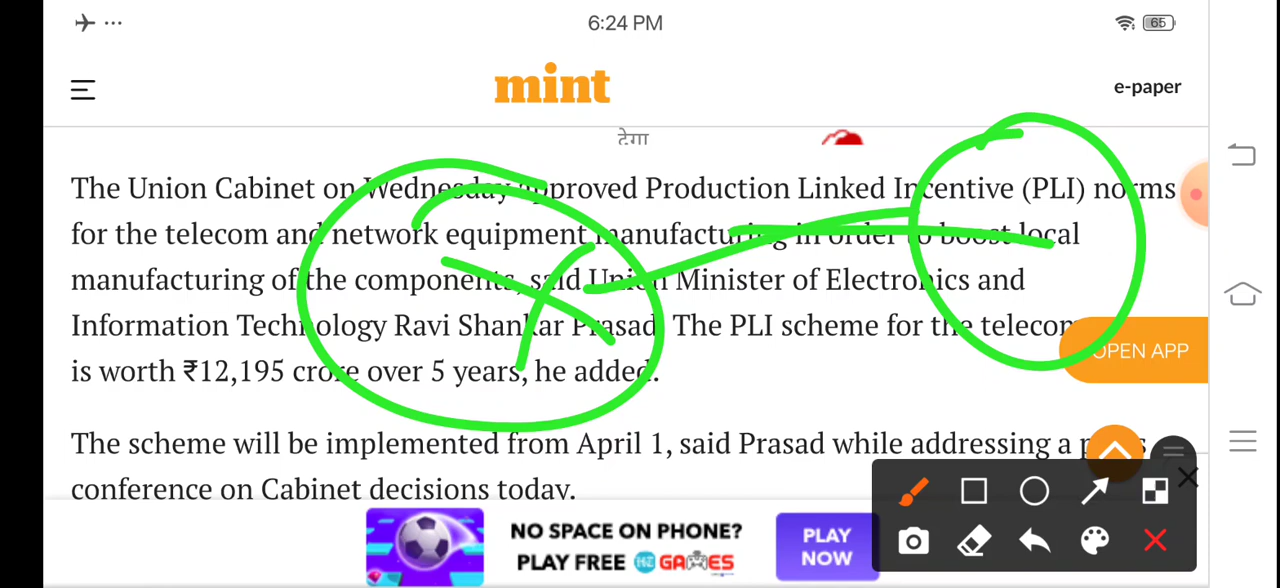 6:24 PM
65
mint
e-paper
देगा
The Union Cabinet on Wednesday approved Production Linked Incentive (PLI) norms
for the telecom and network equipment manufacturing in order to boost local
manufacturing of the components, said Union Minister of Electronics and
Information Technology Ravi Shankar Prasad. The PLI scheme for the telecom
OPEN APP
is worth ₹12,195 crore over 5 years, he added.
The scheme will be implemented from April 1, said Prasad while addressing a press
conference on Cabinet decisions today.
NO SPACE ON PHONE?
PLAY FREE GAMES
PLAY
NOW